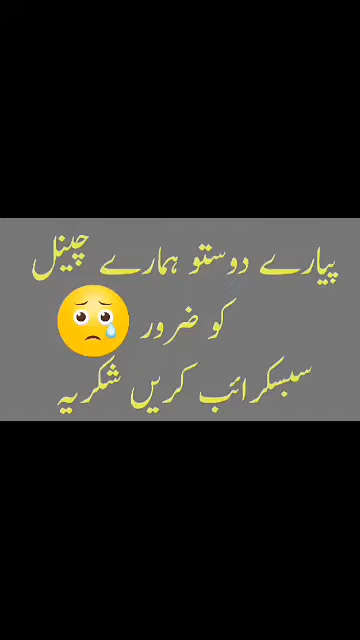 پیارے دوستو ہمارے چینل
کو ضرور 😢
سبسکرائب کریں شکریہ